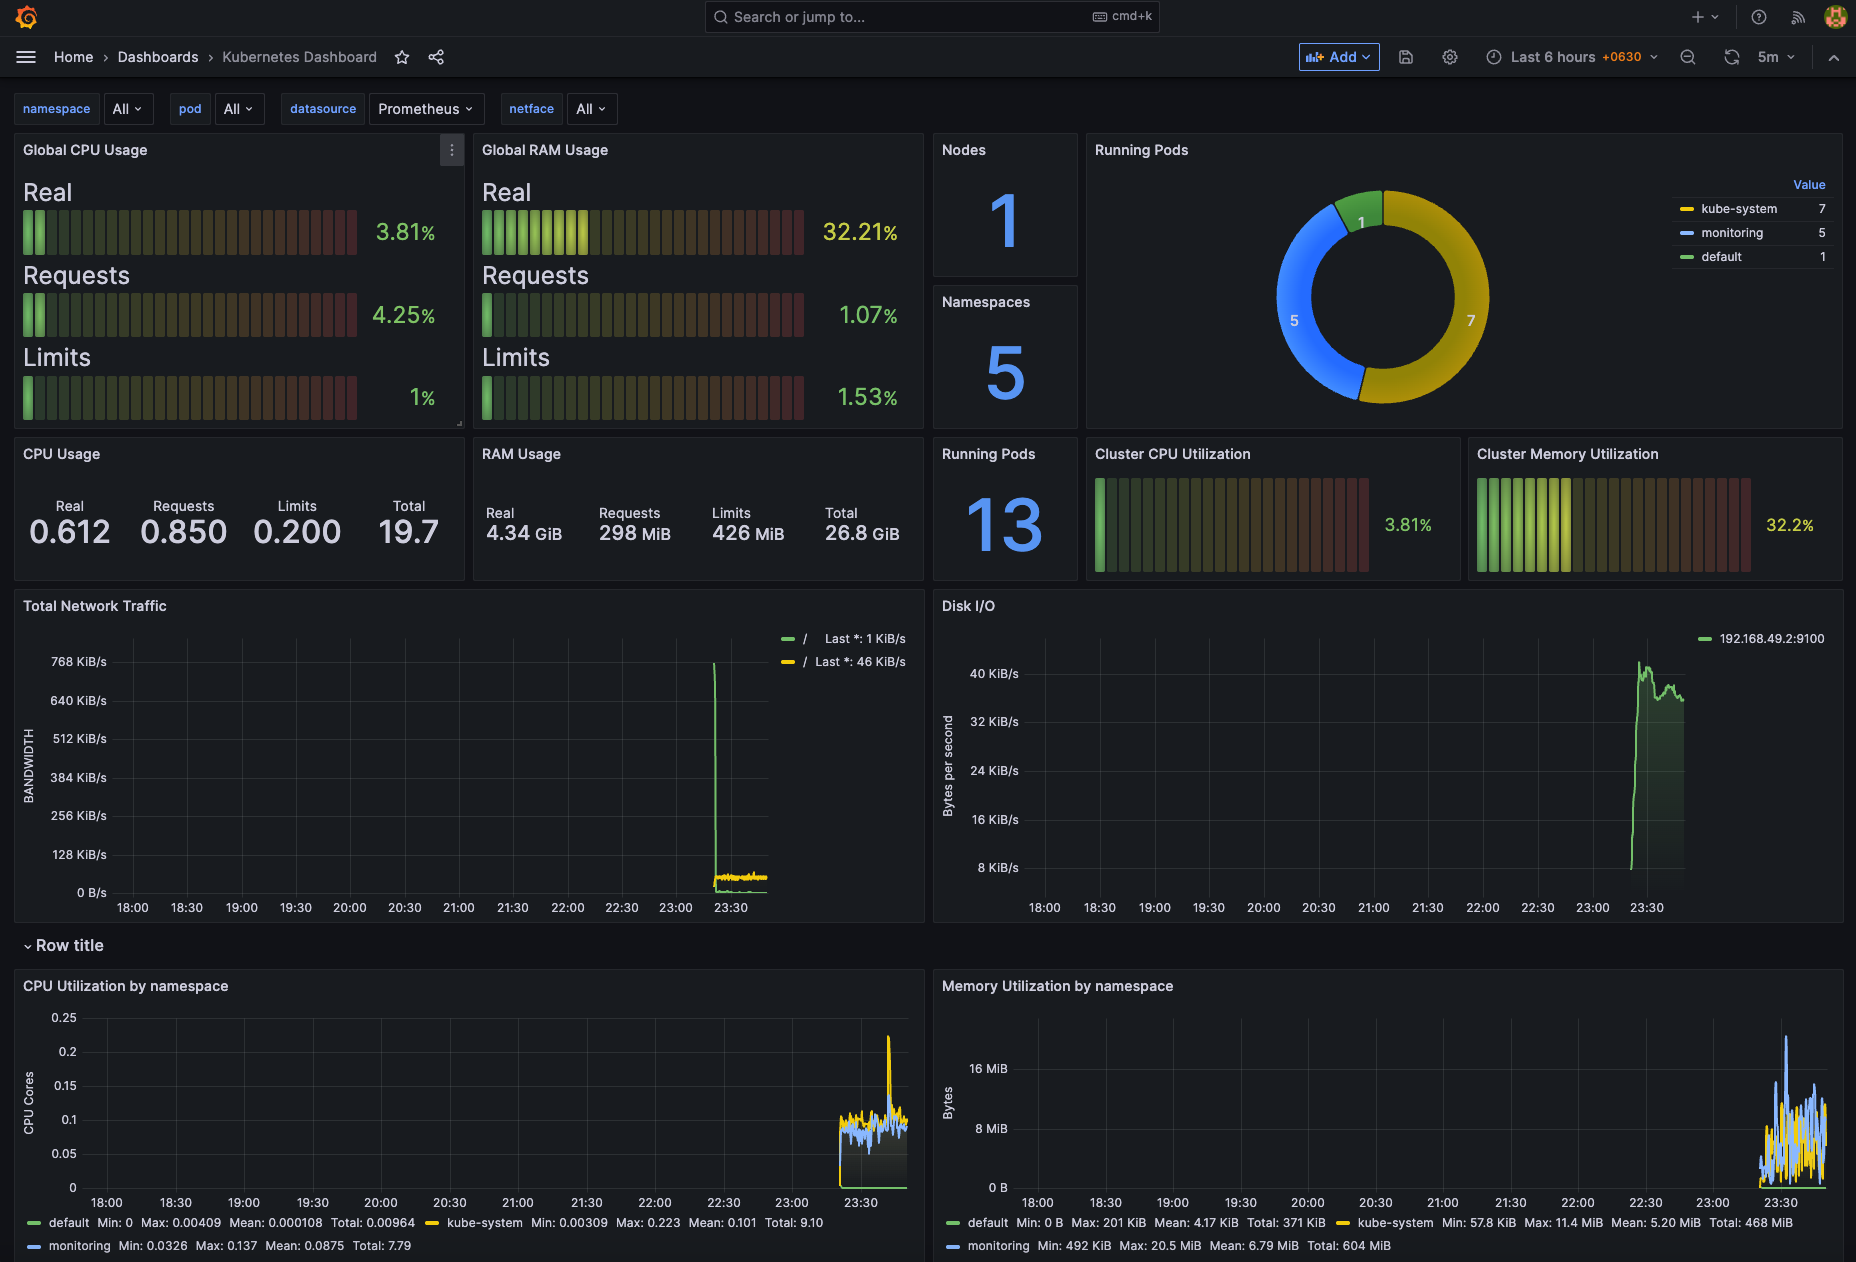 Search or jump to... cmd+k
Home › Dashboards › Kubernetes Dashboard
Add
Last 6 hours +0630
5m
namespace All pod All datasource Prometheus netface All
Global CPU Usage
Real
3.81%
Requests
4.25%
Limits
1%
Global RAM Usage
Real
32.21%
Requests
1.07%
Limits
1.53%
Nodes
1
Namespaces
5
Running Pods
Value
kube-system 7
monitoring 5
default 1
1
5
7
CPU Usage
Real Requests Limits Total
0.612 0.850 0.200 19.7
RAM Usage
Real Requests Limits Total
4.34 GiB 298 MiB 426 MiB 26.8 GiB
Running Pods
13
Cluster CPU Utilization
3.81%
Cluster Memory Utilization
32.2%
Total Network Traffic
/ Last *: 1 KiB/s
/ Last *: 46 KiB/s
BANDWIDTH
768 KiB/s
640 KiB/s
512 KiB/s
384 KiB/s
256 KiB/s
128 KiB/s
0 B/s
18:00 18:30 19:00 19:30 20:00 20:30 21:00 21:30 22:00 22:30 23:00 23:30
Disk I/O
192.168.49.2:9100
Bytes per second
40 KiB/s
32 KiB/s
24 KiB/s
16 KiB/s
8 KiB/s
18:00 18:30 19:00 19:30 20:00 20:30 21:00 21:30 22:00 22:30 23:00 23:30
Row title
CPU Utilization by namespace
CPU Cores
0.25
0.2
0.15
0.1
0.05
0
18:00 18:30 19:00 19:30 20:00 20:30 21:00 21:30 22:00 22:30 23:00 23:30
default Min: 0 Max: 0.00409 Mean: 0.000108 Total: 0.00964 kube-system Min: 0.00309 Max: 0.223 Mean: 0.101 Total: 9.10
monitoring Min: 0.0326 Max: 0.137 Mean: 0.0875 Total: 7.79
Memory Utilization by namespace
Bytes
16 MiB
8 MiB
0 B
18:00 18:30 19:00 19:30 20:00 20:30 21:00 21:30 22:00 22:30 23:00 23:30
default Min: 0 B Max: 201 KiB Mean: 4.17 KiB Total: 371 KiB kube-system Min: 57.8 KiB Max: 11.4 MiB Mean: 5.20 MiB Total: 468 MiB
monitoring Min: 492 KiB Max: 20.5 MiB Mean: 6.79 MiB Total: 604 MiB